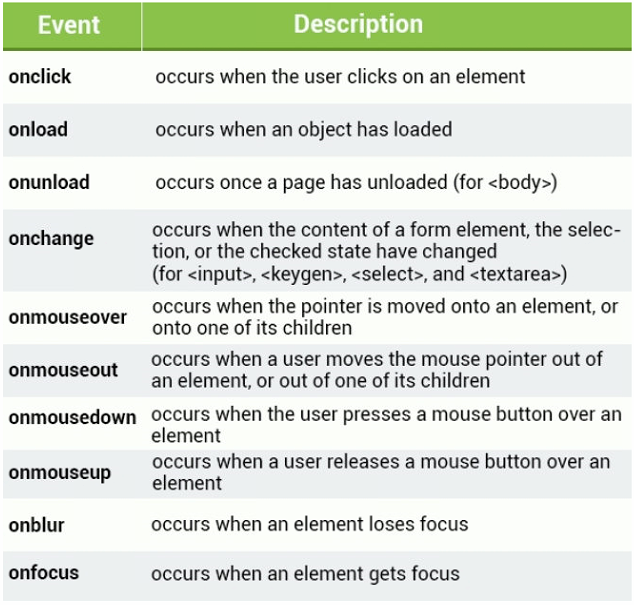 Event Description
onclick occurs when the user clicks on an element
onload occurs when an object has loaded
onunload occurs once a page has unloaded (for <body>)
onchange occurs when the content of a form element, the selec-
tion, or the checked state have changed
(for <input>, <keygen>, <select>, and <textarea>)
onmouseover occurs when the pointer is moved onto an element, or
onto one of its children
onmouseout occurs when a user moves the mouse pointer out of
an element, or out of one of its children
onmousedown occurs when the user presses a mouse button over an
element
onmouseup occurs when a user releases a mouse button over an
element
onblur occurs when an element loses focus
onfocus occurs when an element gets focus